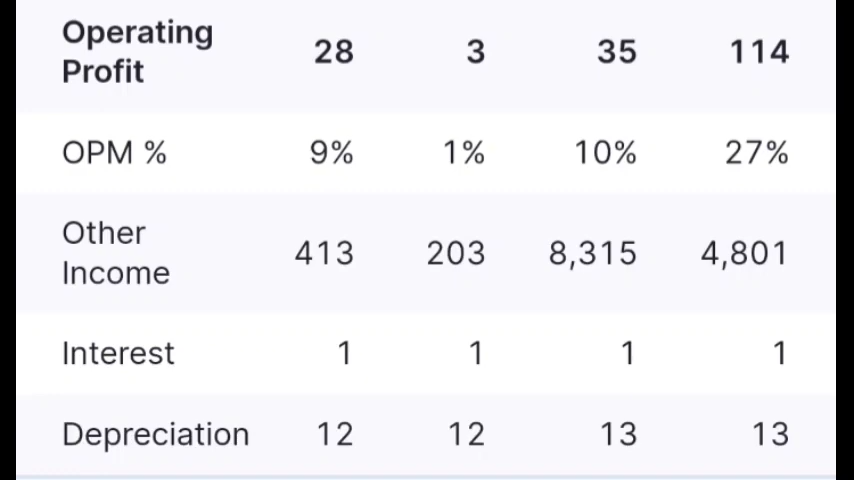 Operating
Profit 28 3 35 114
OPM % 9% 1% 10% 27%
Other
Income 413 203 8,315 4,801
Interest 1 1 1 1
Depreciation 12 12 13 13